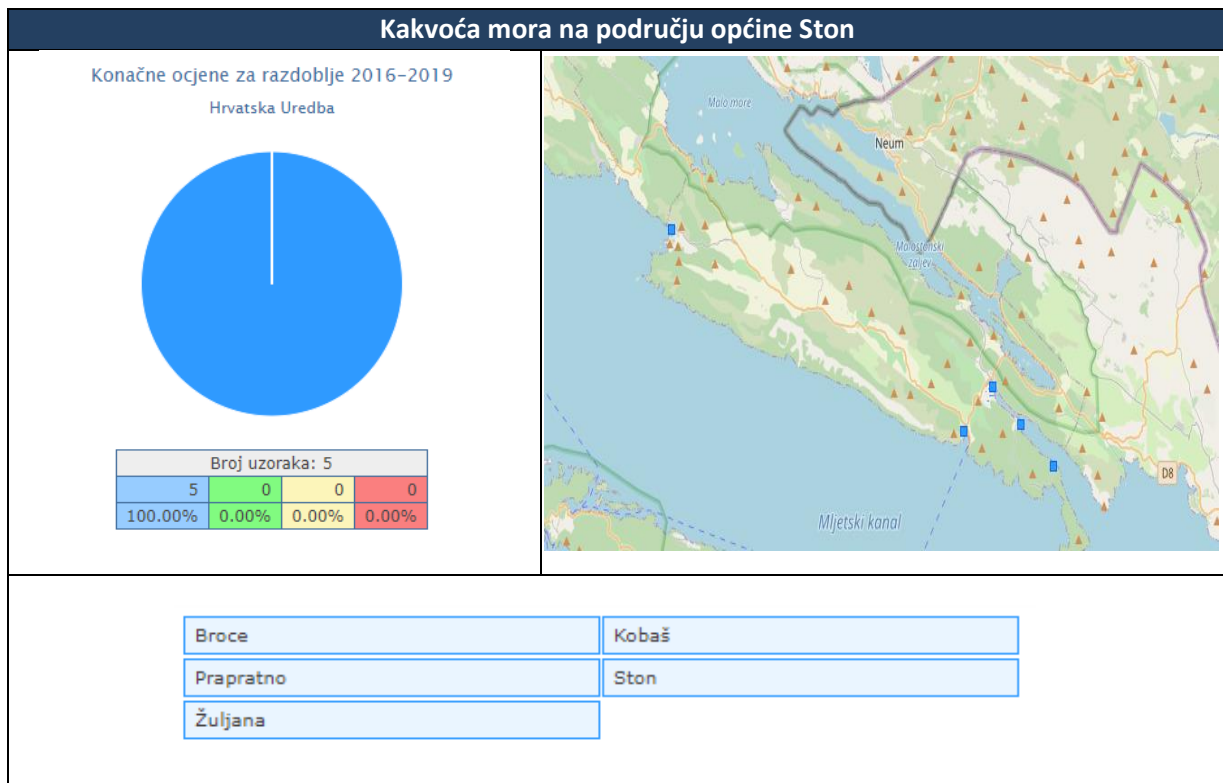 Kakvoća mora na području općine Ston
Konačne ocjene za razdoblje 2016-2019
Hrvatska Uredba
Broj uzoraka: 5
5 0 0 0
100.00% 0.00% 0.00% 0.00%
Malo more
Neum
Malostonski
zaljev
D8
Mljetski kanal
Broce Kobaš
Prapratno Ston
Žuljana